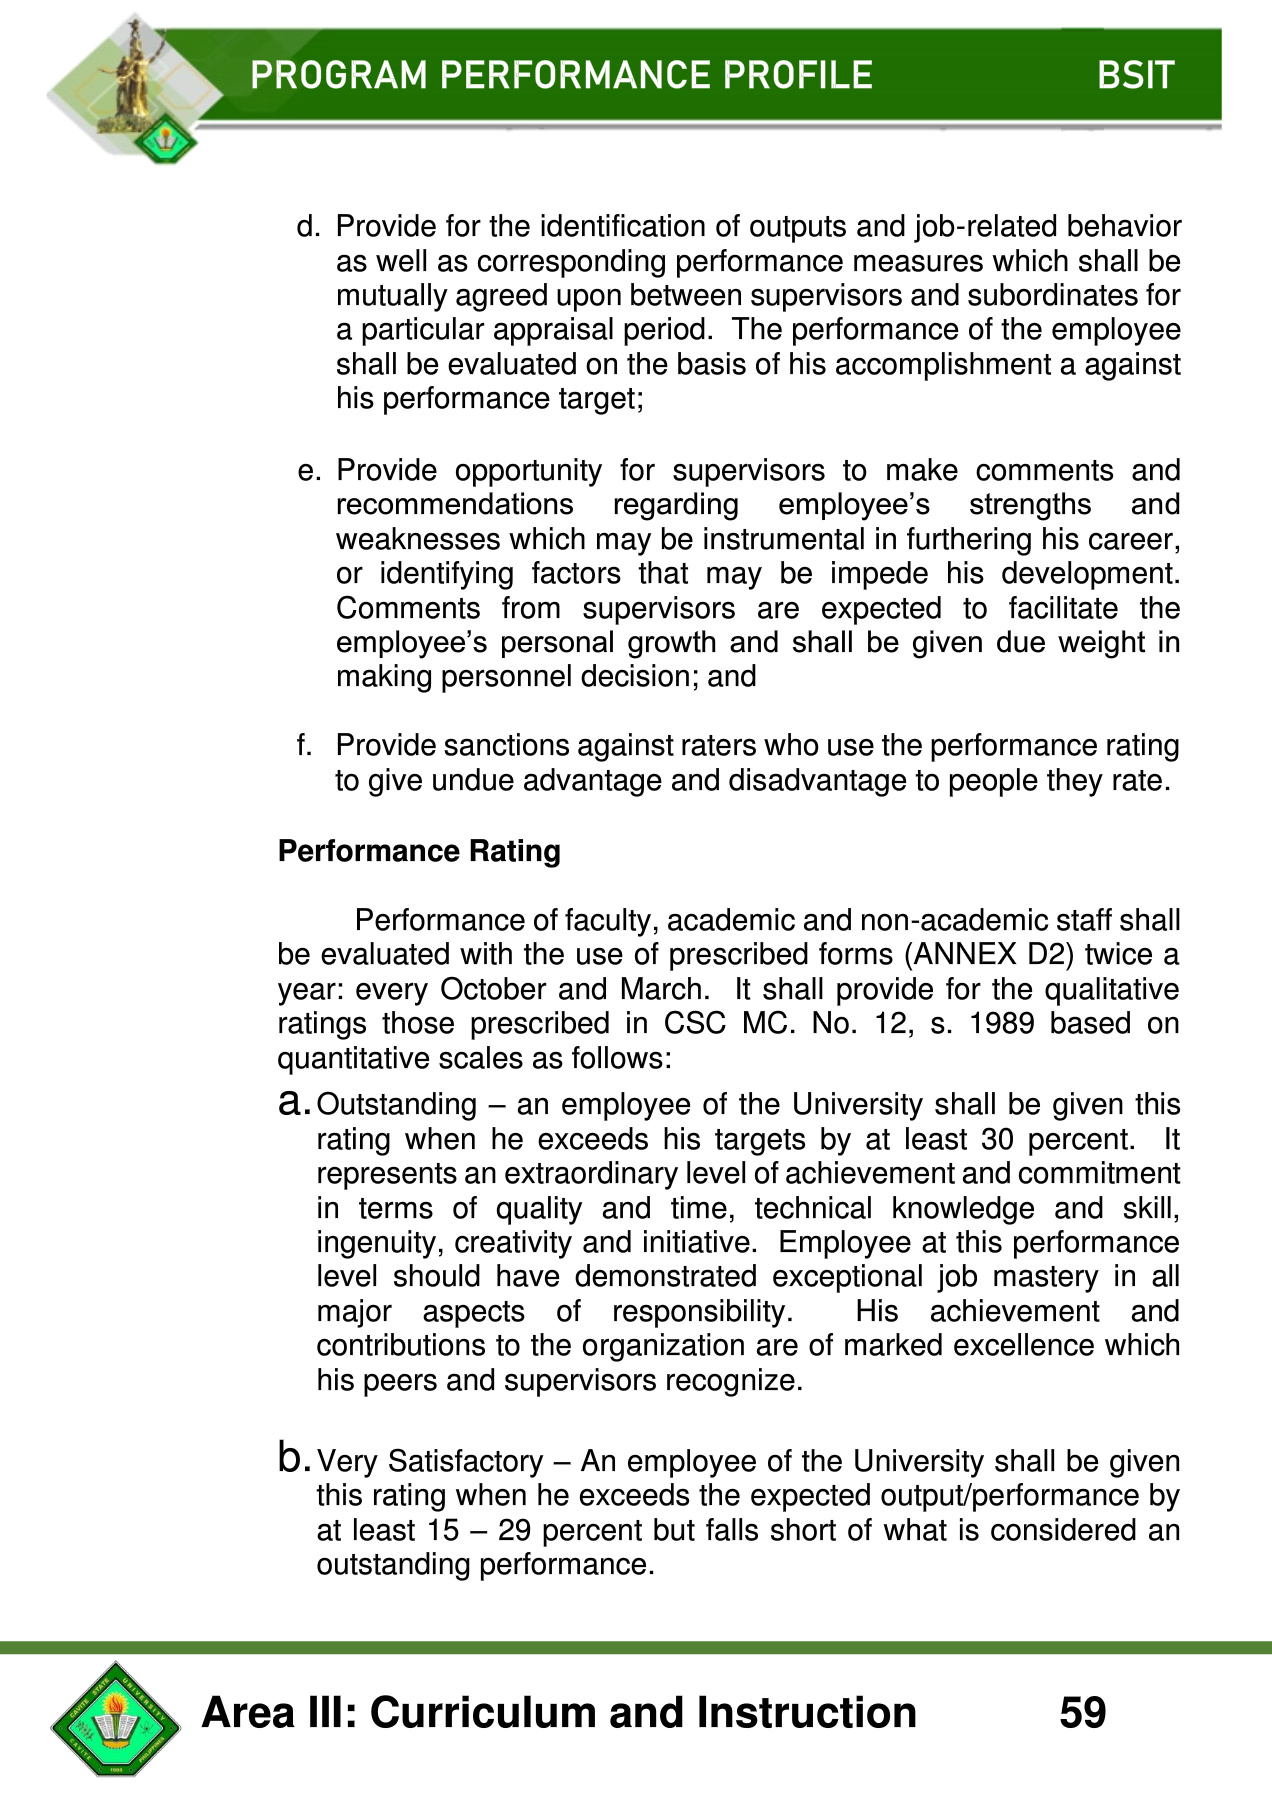 PROGRAM PERFORMANCE PROFILE BSIT
d. Provide for the identification of outputs and job-related behavior
as well as corresponding performance measures which shall be
mutually agreed upon between supervisors and subordinates for
a particular appraisal period. The performance of the employee
shall be evaluated on the basis of his accomplishment a against
his performance target;
e. Provide opportunity for supervisors to make comments and
recommendations regarding employee’s strengths and
weaknesses which may be instrumental in furthering his career,
or identifying factors that may be impede his development.
Comments from supervisors are expected to facilitate the
employee’s personal growth and shall be given due weight in
making personnel decision; and
f. Provide sanctions against raters who use the performance rating
to give undue advantage and disadvantage to people they rate.
Performance Rating
Performance of faculty, academic and non-academic staff shall
be evaluated with the use of prescribed forms (ANNEX D2) twice a
year: every October and March. It shall provide for the qualitative
ratings those prescribed in CSC MC. No. 12, s. 1989 based on
quantitative scales as follows:
a. Outstanding – an employee of the University shall be given this
rating when he exceeds his targets by at least 30 percent. It
represents an extraordinary level of achievement and commitment
in terms of quality and time, technical knowledge and skill,
ingenuity, creativity and initiative. Employee at this performance
level should have demonstrated exceptional job mastery in all
major aspects of responsibility. His achievement and
contributions to the organization are of marked excellence which
his peers and supervisors recognize.
b. Very Satisfactory – An employee of the University shall be given
this rating when he exceeds the expected output/performance by
at least 15 – 29 percent but falls short of what is considered an
outstanding performance.
CAVITE STATE UNIVERSITY
CAVITE PHILIPPINES
1906
Area III: Curriculum and Instruction 59